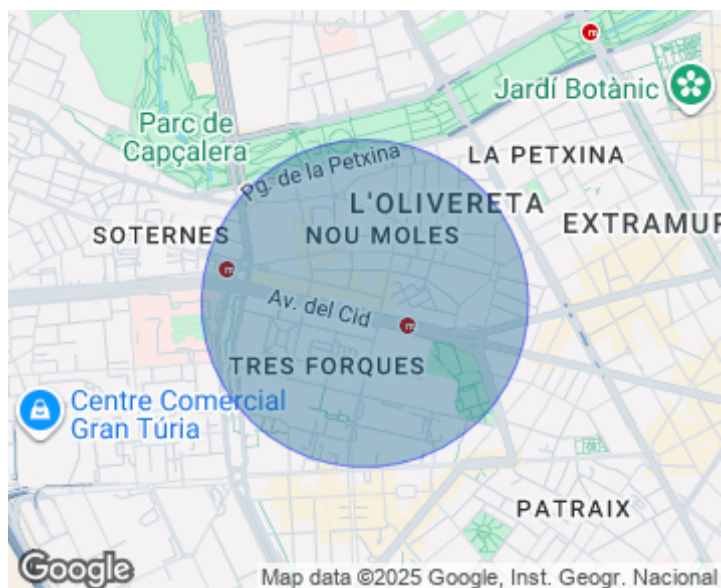 Jardí Botànic
Parc de
Capçalera
Pg. de la Petxina
LA PETXINA
L'OLIVERETA
EXTRAMUR
SOTERNES
NOU MOLES
Av. del Cid
TRES FORQUES
Centre Comercial
Gran Túria
PATRAIX
Google
Map data ©2025 Google, Inst. Geogr. Nacional